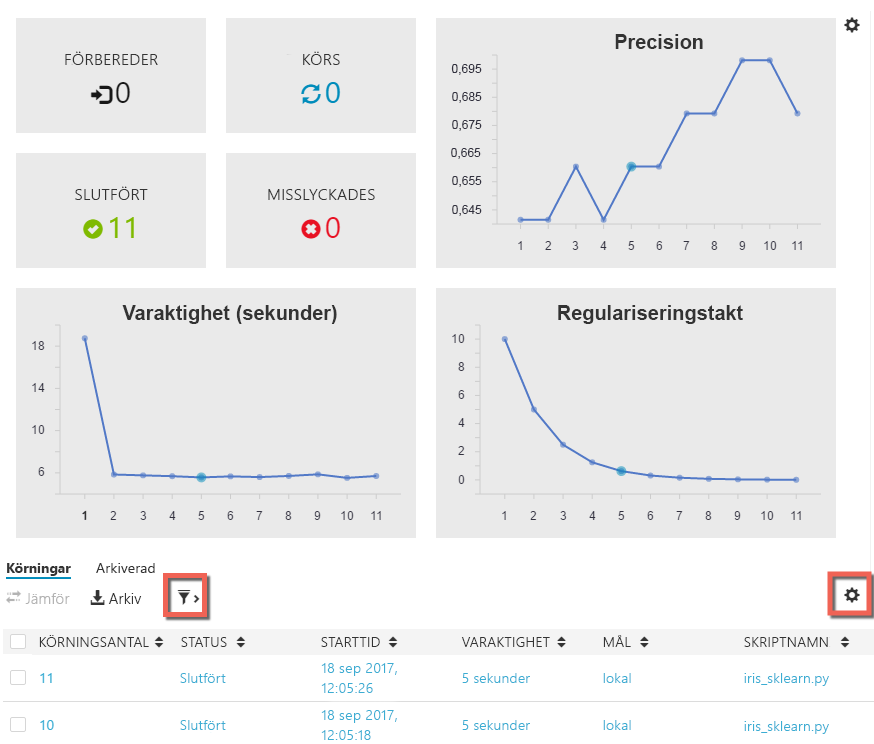 FÖRBEREDER
0
KÖRS
0
SLUTFÖRT
11
MISSLYCKADES
0
Precision
0,695
0,685
0,675
0,665
0,655
0,645
1 2 3 4 5 6 7 8 9 10 11
Varaktighet (sekunder)
18
14
10
6
1 2 3 4 5 6 7 8 9 10 11
Regulariseringstakt
10
8
6
4
2
0
1 2 3 4 5 6 7 8 9 10 11
Körningar Arkiverad
Jämför Arkiv
KÖRNINGSANTAL STATUS STARTTID VARAKTIGHET MÅL SKRIPTNAMN
11 Slutfört 18 sep 2017, 5 sekunder lokal iris_sklearn.py
12:05:26
10 Slutfört 18 sep 2017, 5 sekunder lokal iris_sklearn.py
12:05:18